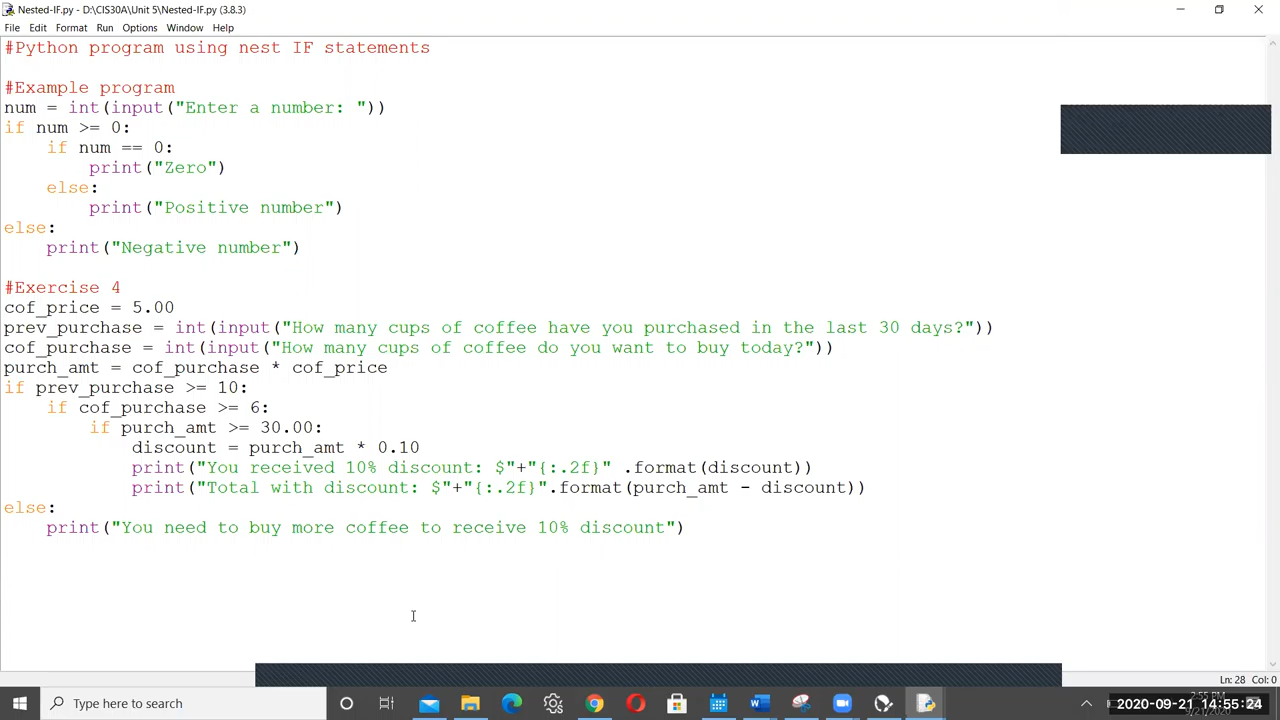 Nested-IF.py - D:\CIS30A\Unit 5\Nested-IF.py (3.8.3)
File Edit Format Run Options Window Help
#Python program using nest IF statements
#Example program
num = int(input("Enter a number: "))
if num >= 0:
    if num == 0:
        print("Zero")
    else:
        print("Positive number")
else:
    print("Negative number")
#Exercise 4
cof_price = 5.00
prev_purchase = int(input("How many cups of coffee have you purchased in the last 30 days?"))
cof_purchase = int(input("How many cups of coffee do you want to buy today?"))
purch_amt = cof_purchase * cof_price
if prev_purchase >= 10:
    if cof_purchase >= 6:
        if purch_amt >= 30.00:
            discount = purch_amt * 0.10
            print("You received 10% discount: $"+"{:.2f}" .format(discount))
            print("Total with discount: $"+"{:.2f}".format(purch_amt - discount))
else:
    print("You need to buy more coffee to receive 10% discount")
Ln: 28 Col: 0
Type here to search
2:55 PM
2020-09-21 14:55:24
9/21/2020